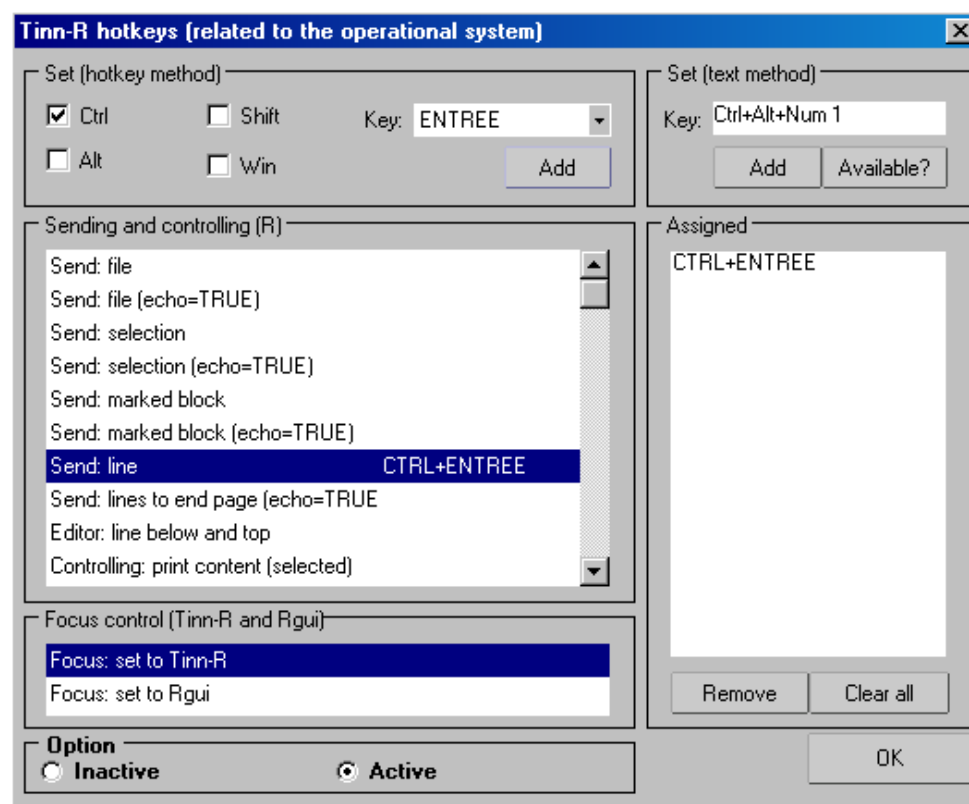 Tinn-R hotkeys (related to the operational system)
Set (hotkey method)
Ctrl
Shift
Key: ENTREE
Alt
Win
Add
Set (text method)
Key: Ctrl+Alt+Num 1
Add
Available?
Sending and controlling (R)
Send: file
Send: file (echo=TRUE)
Send: selection
Send: selection (echo=TRUE)
Send: marked block
Send: marked block (echo=TRUE)
Send: line CTRL+ENTREE
Send: lines to end page (echo=TRUE
Editor: line below and top
Controlling: print content (selected)
Assigned
CTRL+ENTREE
Focus control (Tinn-R and Rgui)
Focus: set to Tinn-R
Focus: set to Rgui
Remove
Clear all
Option
Inactive
Active
OK